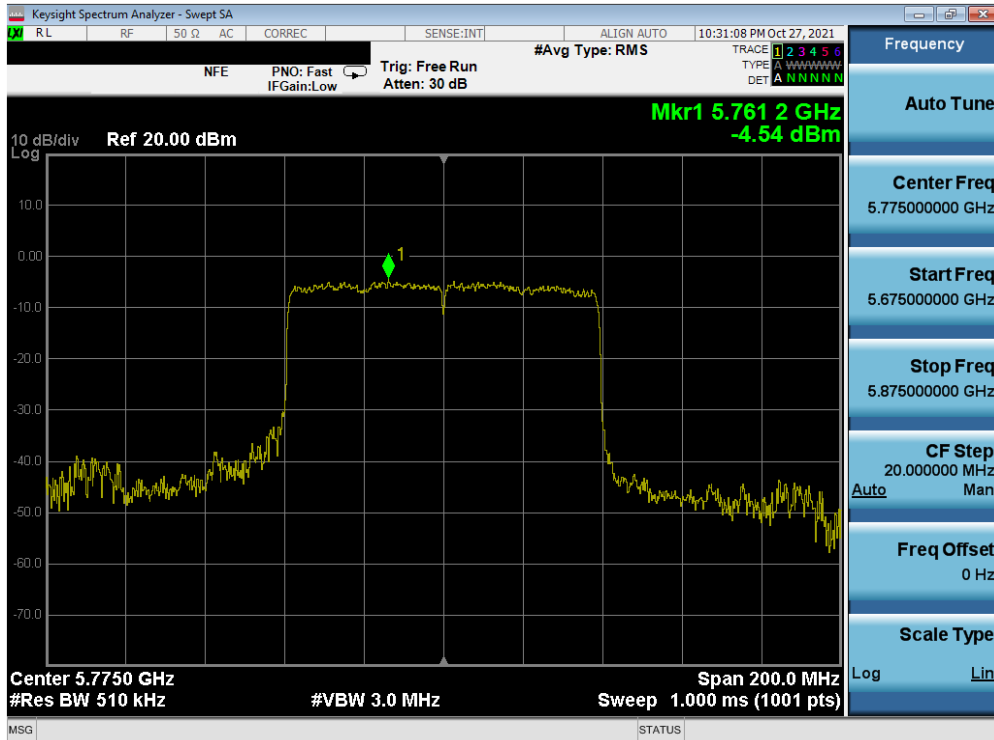 Keysight Spectrum Analyzer - Swept SA
LXI RL RF 50 Ω AC CORREC SENSE:INT ALIGN AUTO 10:31:08 PM Oct 27, 2021
#Avg Type: RMS TRACE 1 2 3 4 5 6
NFE PNO: Fast Trig: Free Run TYPE A WWWWW
IFGain:Low Atten: 30 dB DET A N N N N N
Mkr1 5.761 2 GHz
-4.54 dBm
10 dB/div Ref 20.00 dBm
Log
10.0
0.00
-10.0
-20.0
-30.0
-40.0
-50.0
-60.0
-70.0
1
Center 5.7750 GHz Span 200.0 MHz
#Res BW 510 kHz #VBW 3.0 MHz Sweep 1.000 ms (1001 pts)
MSG STATUS
Frequency
Auto Tune
Center Freq
5.775000000 GHz
Start Freq
5.675000000 GHz
Stop Freq
5.875000000 GHz
CF Step
20.000000 MHz
Auto Man
Freq Offset
0 Hz
Scale Type
Log Lin